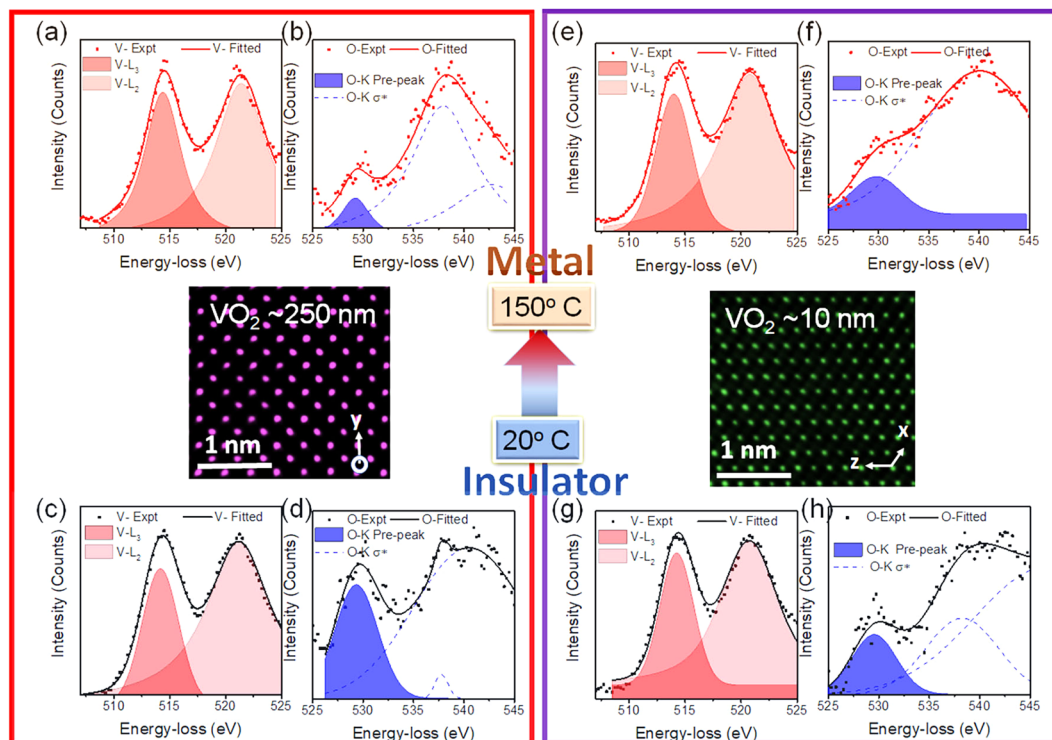 (a)
V- Expt V- Fitted
V-L3
V-L2
Intensity (Counts)
510 515 520 525
Energy-loss (eV)
(b)
O-Expt O-Fitted
O-K Pre-peak
O-K σ*
Intensity (Counts)
525 530 535 540 545
Energy-loss (eV)
(e)
V- Expt V- Fitted
V-L3
V-L2
Intensity (Counts)
510 515 520 525
Energy-loss (eV)
(f)
O-Expt O-Fitted
O-K Pre-peak
O-K σ*
Intensity (Counts)
525 530 535 540 545
Energy-loss (eV)
Metal
150° C
20° C
Insulator
VO2 ~250 nm
y
1 nm
VO2 ~10 nm
x
z
1 nm
(c)
V- Expt V- Fitted
V-L3
V-L2
Intensity (Counts)
510 515 520 525
Energy-loss (eV)
(d)
O-Expt O-Fitted
O-K Pre-peak
O-K σ*
Intensity (Counts)
525 530 535 540 545
Energy-loss (eV)
(g)
V- Expt V- Fitted
V-L3
V-L2
Intensity (Counts)
510 515 520 525
Energy-loss (eV)
(h)
O-Expt O-Fitted
O-K Pre-peak
O-K σ*
Intensity (Counts)
525 530 535 540 545
Energy-loss (eV)